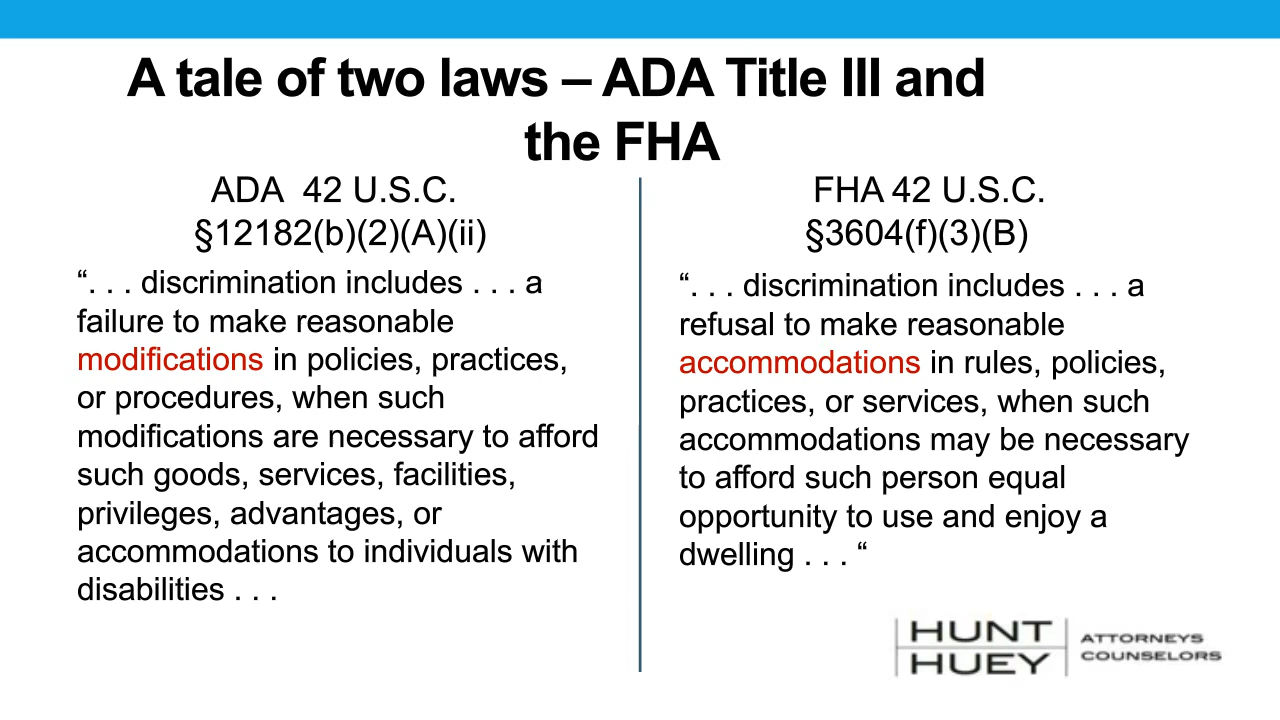 A tale of two laws – ADA Title III and
the FHA
ADA  42 U.S.C.
§12182(b)(2)(A)(ii)
“. . . discrimination includes . . . a
failure to make reasonable
modifications in policies, practices,
or procedures, when such
modifications are necessary to afford
such goods, services, facilities,
privileges, advantages, or
accommodations to individuals with
disabilities . . .
FHA 42 U.S.C.
§3604(f)(3)(B)
“. . . discrimination includes . . . a
refusal to make reasonable
accommodations in rules, policies,
practices, or services, when such
accommodations may be necessary
to afford such person equal
opportunity to use and enjoy a
dwelling . . . “
HUNT
HUEY
ATTORNEYS
COUNSELORS